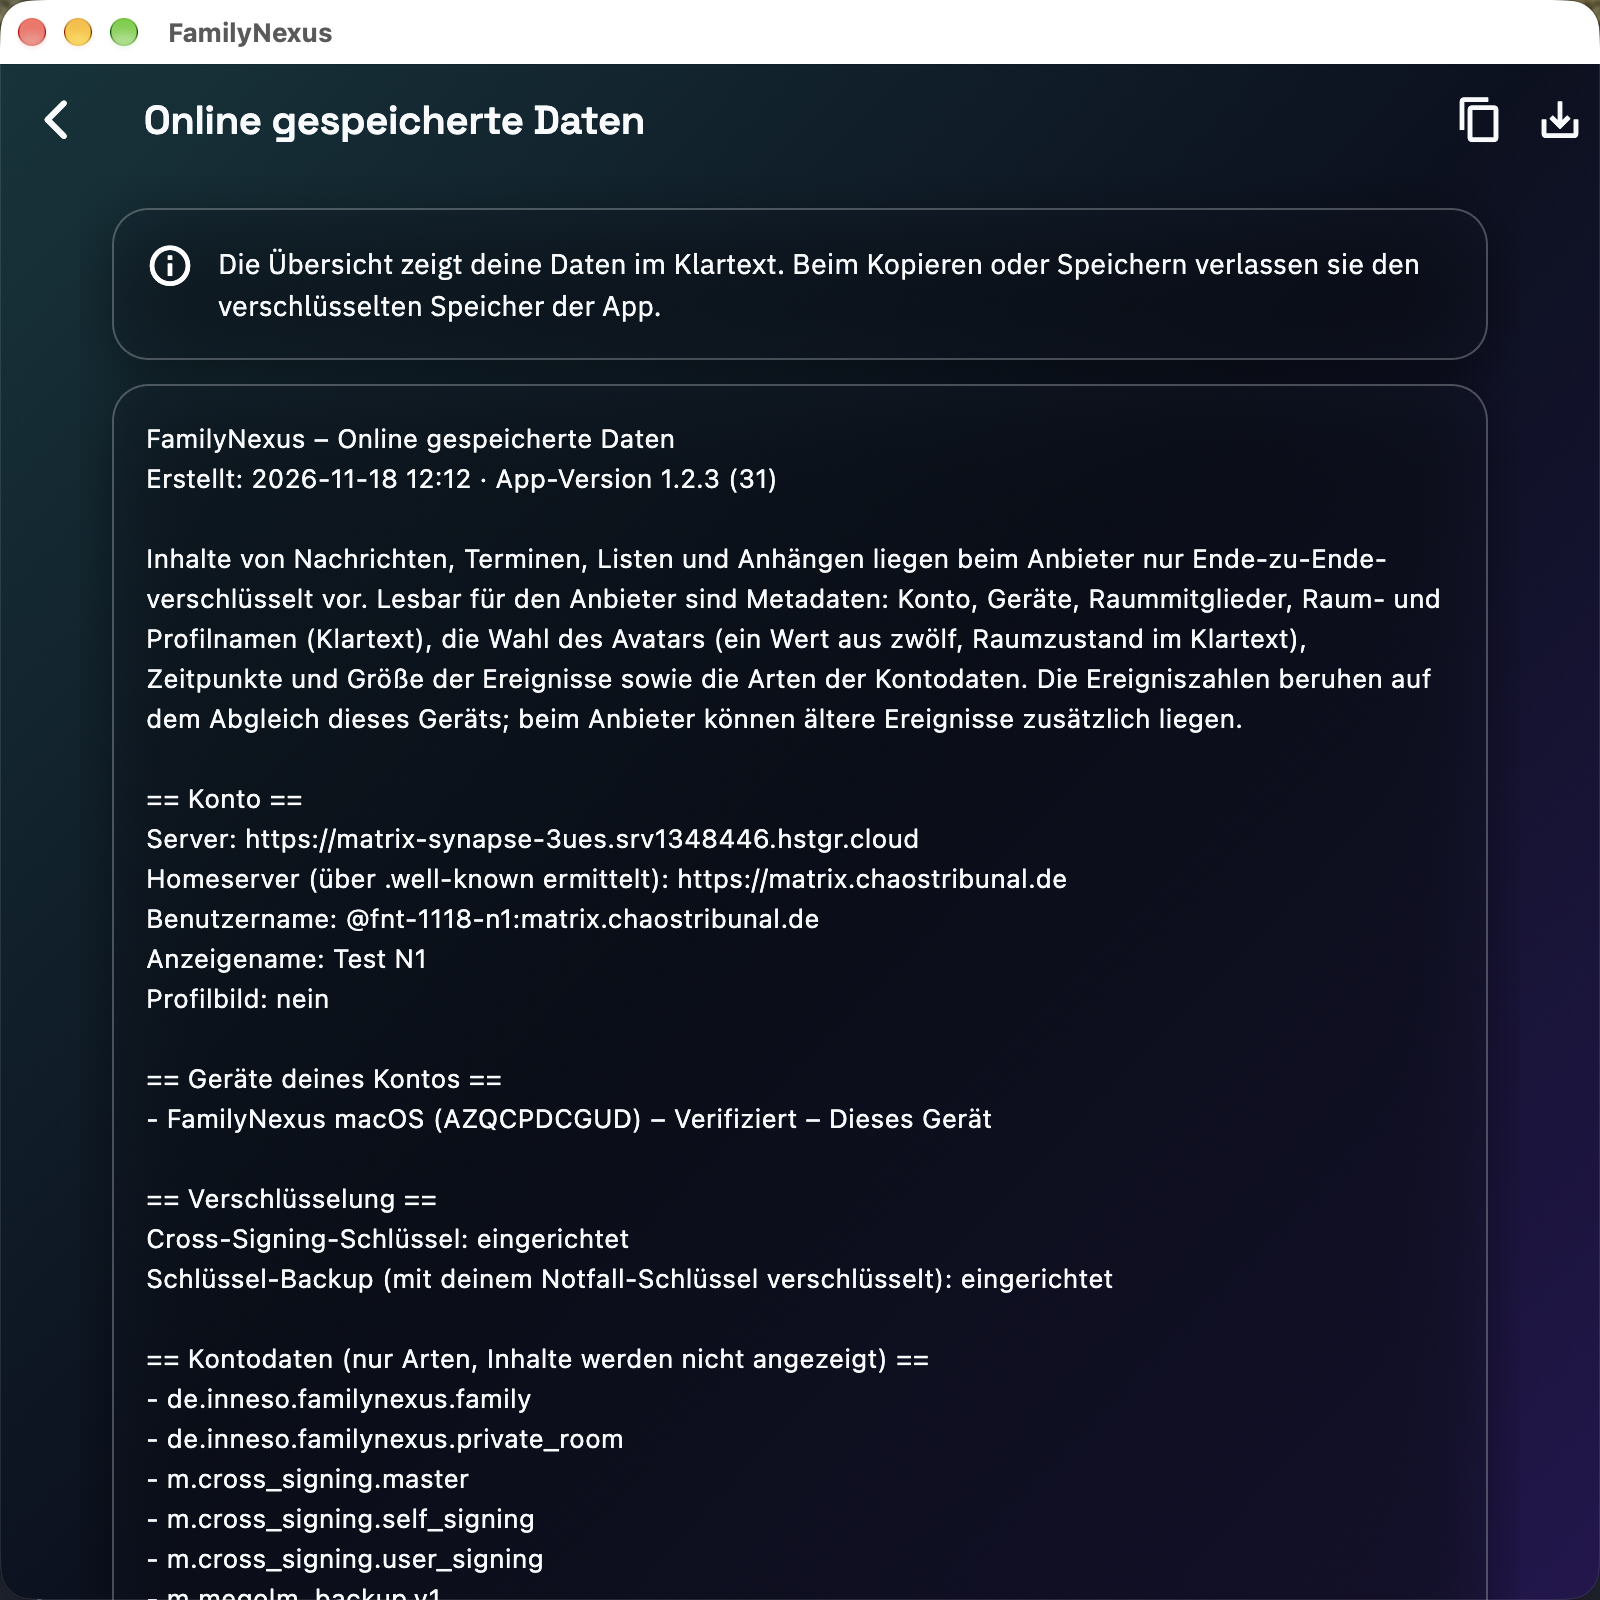 FamilyNexus
Online gespeicherte Daten
Die Übersicht zeigt deine Daten im Klartext. Beim Kopieren oder Speichern verlassen sie den
verschlüsselten Speicher der App.
FamilyNexus – Online gespeicherte Daten
Erstellt: 2026-11-18 12:12 · App-Version 1.2.3 (31)
Inhalte von Nachrichten, Terminen, Listen und Anhängen liegen beim Anbieter nur Ende-zu-Ende-
verschlüsselt vor. Lesbar für den Anbieter sind Metadaten: Konto, Geräte, Raummitglieder, Raum- und
Profilnamen (Klartext), die Wahl des Avatars (ein Wert aus zwölf, Raumzustand im Klartext),
Zeitpunkte und Größe der Ereignisse sowie die Arten der Kontodaten. Die Ereigniszahlen beruhen auf
dem Abgleich dieses Geräts; beim Anbieter können ältere Ereignisse zusätzlich liegen.
== Konto ==
Server: https://matrix-synapse-3ues.srv1348446.hstgr.cloud
Homeserver (über .well-known ermittelt): https://matrix.chaostribunal.de
Benutzername: @fnt-1118-n1:matrix.chaostribunal.de
Anzeigename: Test N1
Profilbild: nein
== Geräte deines Kontos ==
- FamilyNexus macOS (AZQCPDCGUD) – Verifiziert – Dieses Gerät
== Verschlüsselung ==
Cross-Signing-Schlüssel: eingerichtet
Schlüssel-Backup (mit deinem Notfall-Schlüssel verschlüsselt): eingerichtet
== Kontodaten (nur Arten, Inhalte werden nicht angezeigt) ==
- de.inneso.familynexus.family
- de.inneso.familynexus.private_room
- m.cross_signing.master
- m.cross_signing.self_signing
- m.cross_signing.user_signing
- m.megolm_backup.v1